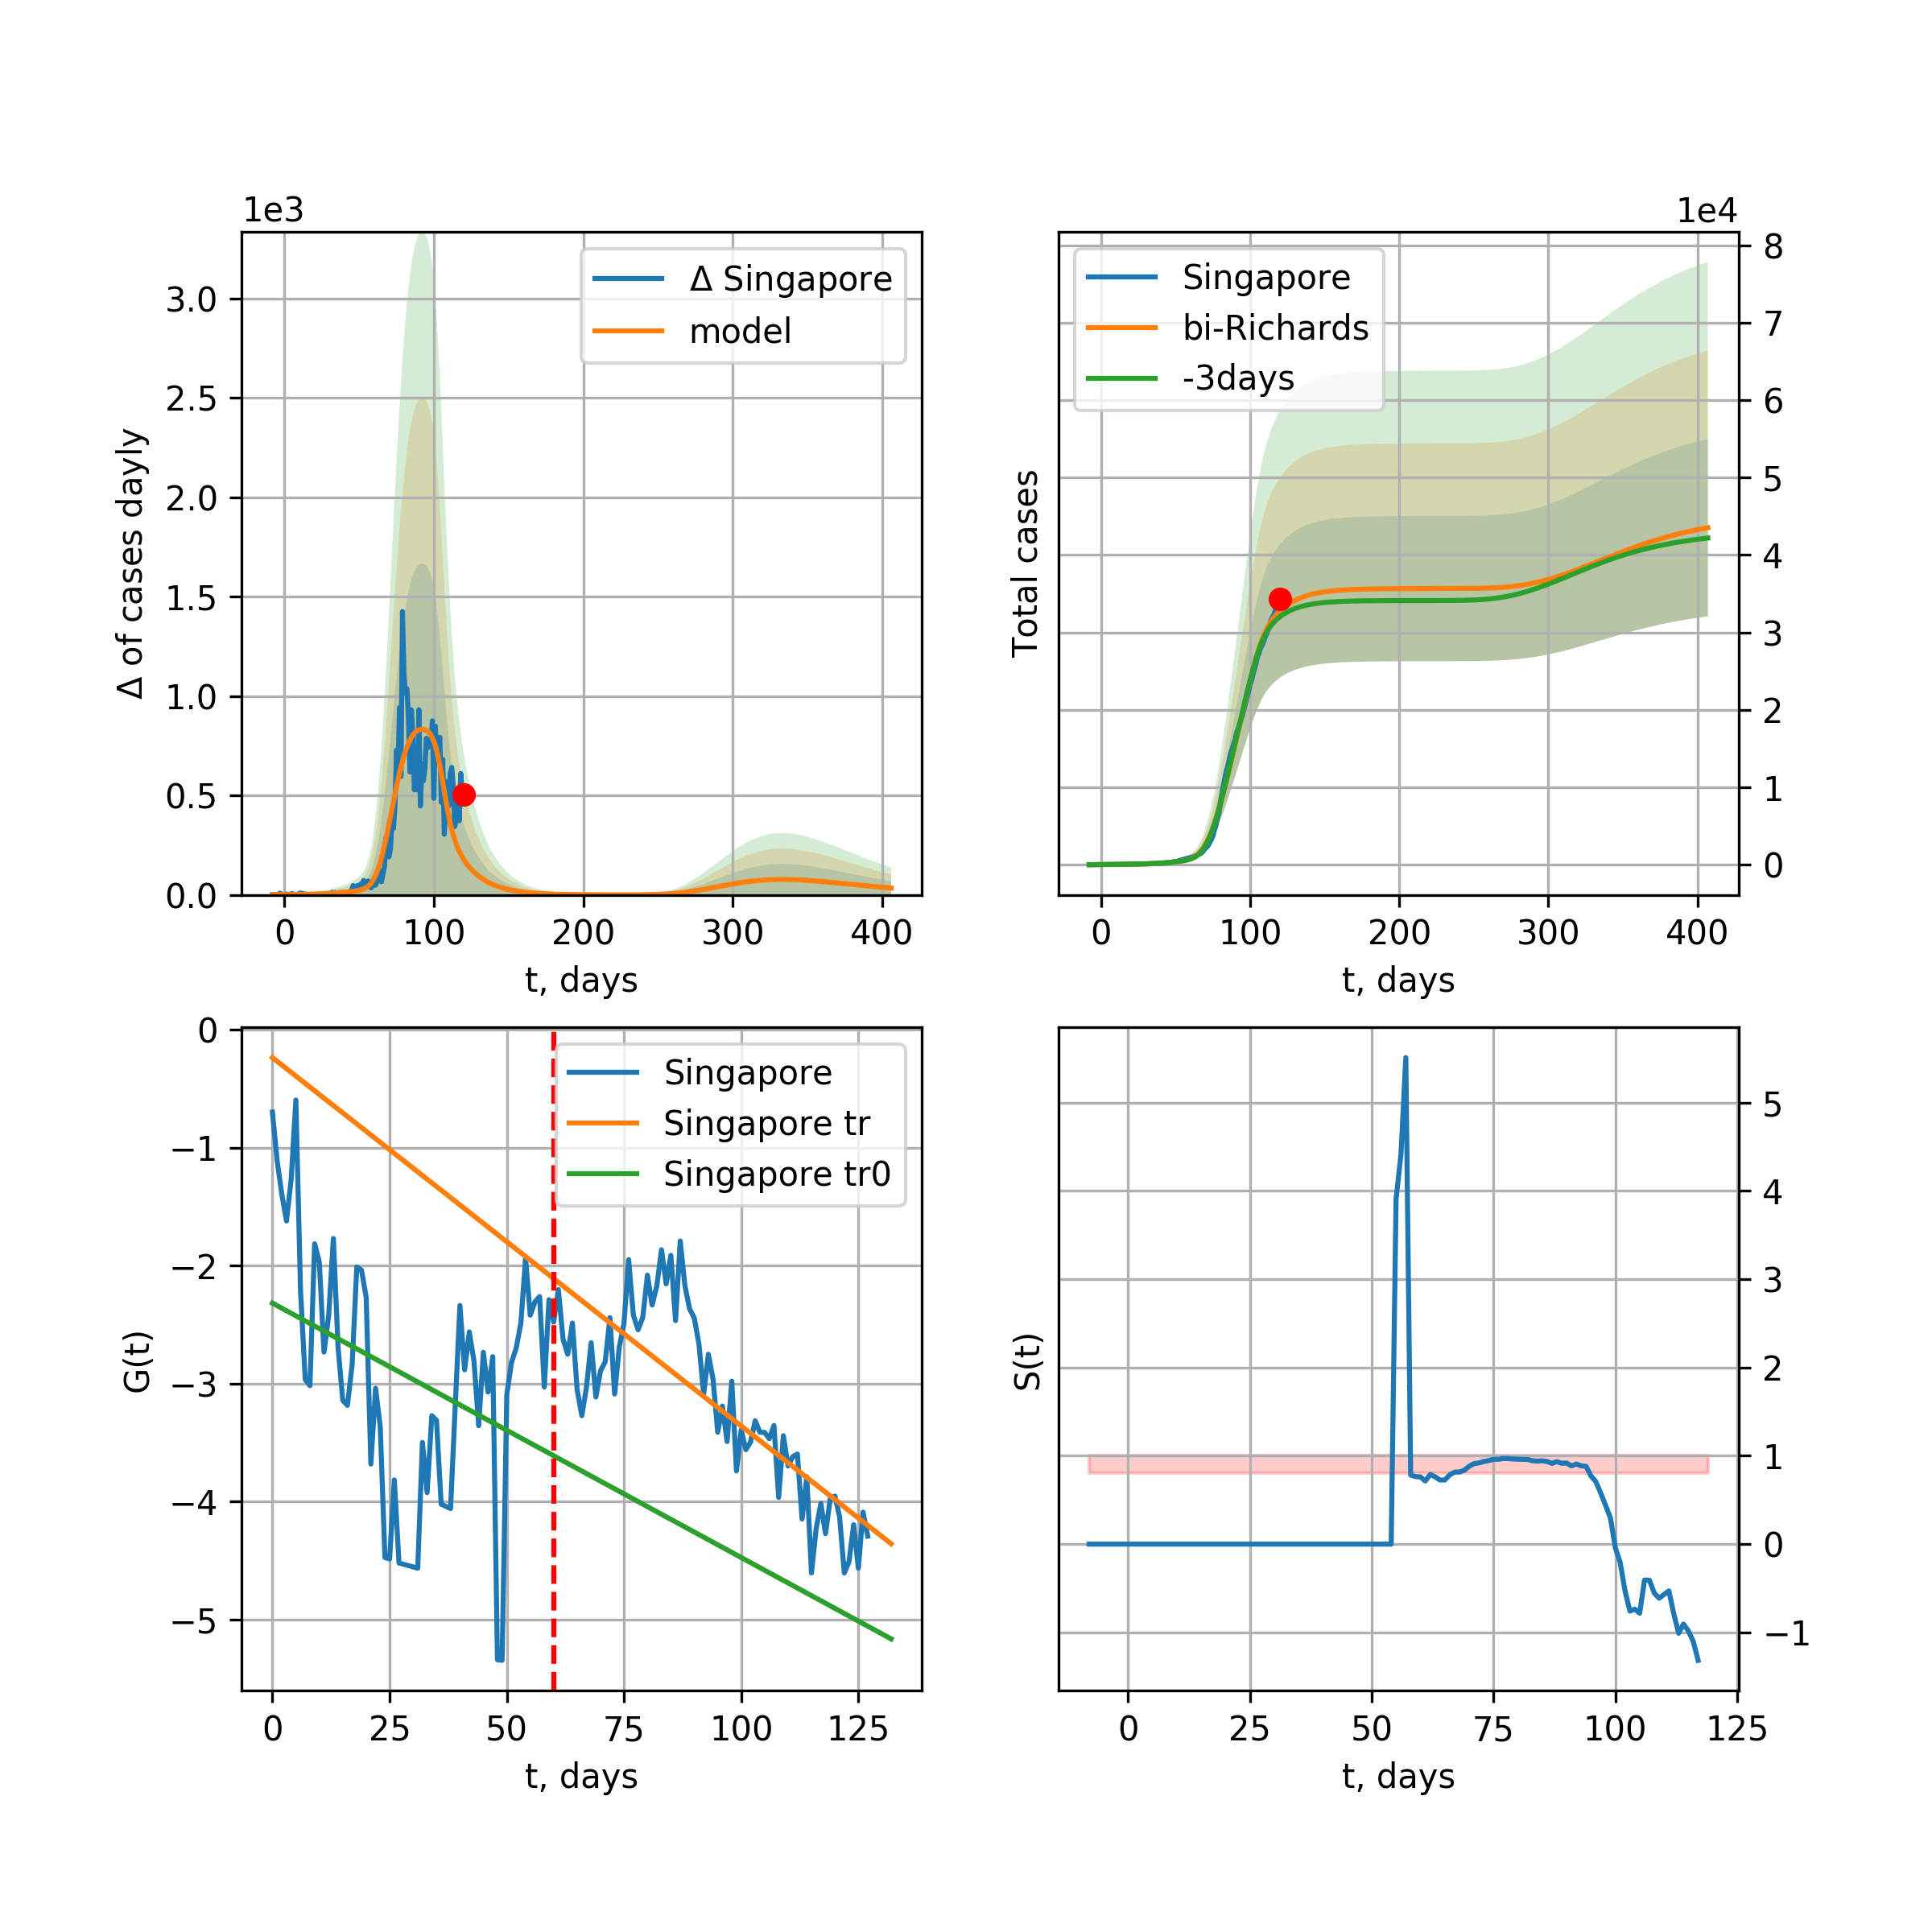 1e3
Δ of cases dayly
3.0
2.5
2.0
1.5
1.0
0.5
0.0
Δ Singapore
model
0 100 200 300 400
t, days
1e4
Total cases
Singapore
bi-Richards
-3days
8
7
6
5
4
3
2
1
0
0 100 200 300 400
t, days
G(t)
0
−1
−2
−3
−4
−5
Singapore
Singapore tr
Singapore tr0
0 25 50 75 100 125
t, days
S(t)
5
4
3
2
1
0
−1
0 25 50 75 100 125
t, days